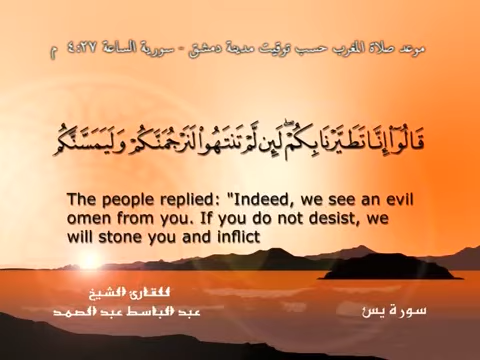 موعد صلاة المغرب حسب توقيت مدينة دمشق - سورية الساعة ٤:٢٧ م
قَالُوٓا۟ إِنَّا تَطَيَّرْنَا بِكُمْ ۖ لَئِن لَّمْ تَنتَهُوا۟ لَنَرْجُمَنَّكُمْ وَلَيَمَسَّنَّكُم
The people replied: "Indeed, we see an evil
omen from you. If you do not desist, we
will stone you and inflict
للقارئ الشيخ
عبد الباسط عبد الصمد
سورة يس